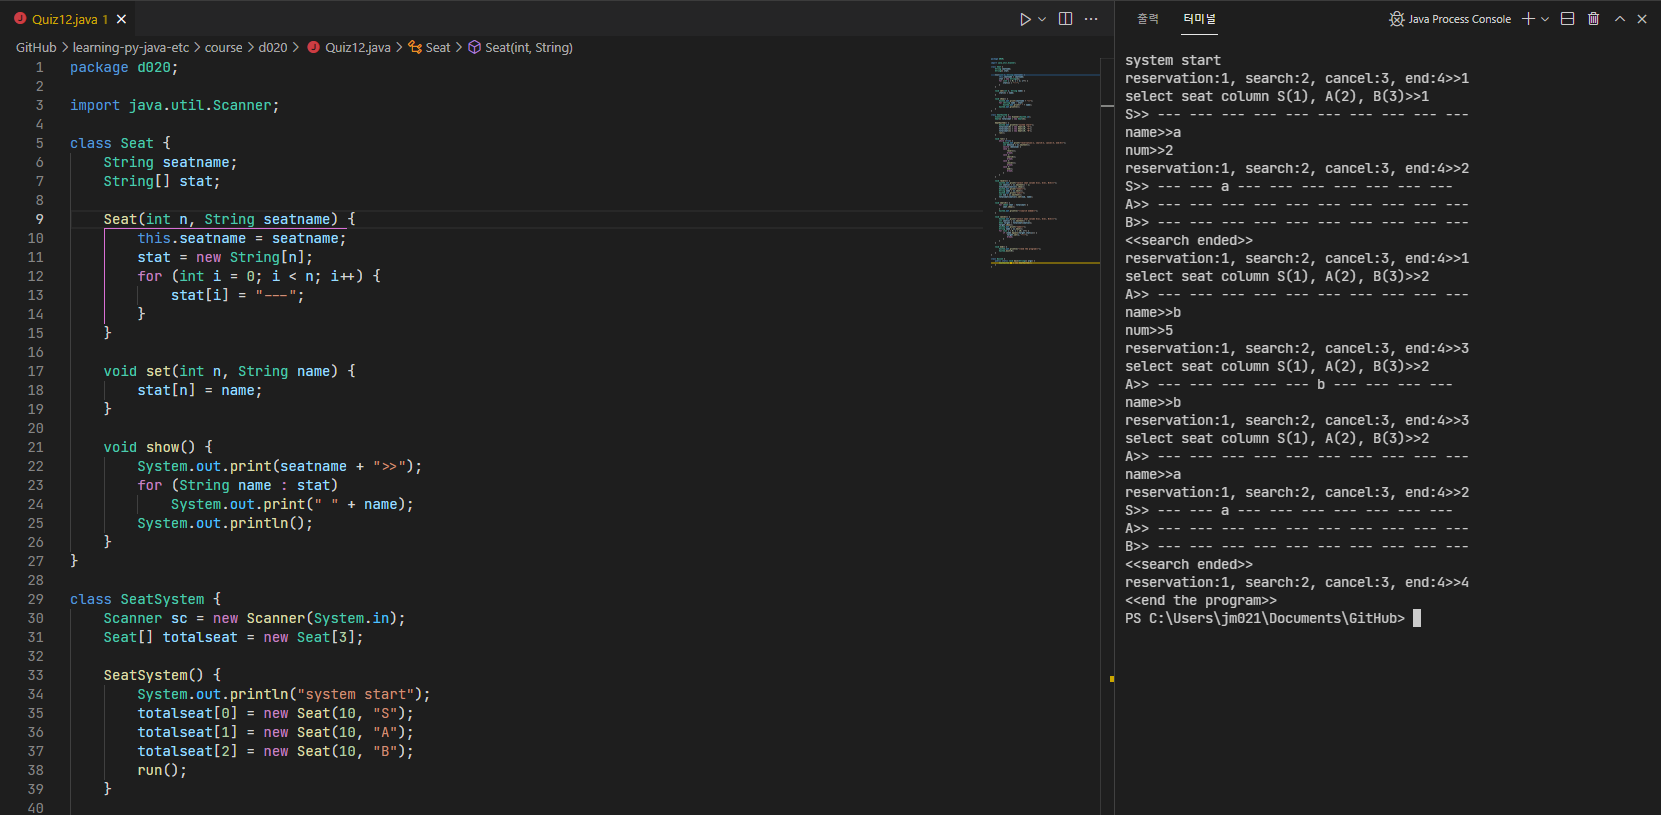 Quiz12.java 1
GitHub > learning-py-java-etc > course > d020 > Quiz12.java > Seat > Seat(int, String)
1 package d020;
2
3 import java.util.Scanner;
4
5 class Seat {
6 String seatname;
7 String[] stat;
8
9 Seat(int n, String seatname) {
10 this.seatname = seatname;
11 stat = new String[n];
12 for (int i = 0; i < n; i++) {
13 stat[i] = "---";
14 }
15 }
16
17 void set(int n, String name) {
18 stat[n] = name;
19 }
20
21 void show() {
22 System.out.print(seatname + ">>");
23 for (String name : stat)
24 System.out.print(" " + name);
25 System.out.println();
26 }
27 }
28
29 class SeatSystem {
30 Scanner sc = new Scanner(System.in);
31 Seat[] totalseat = new Seat[3];
32
33 SeatSystem() {
34 System.out.println("system start");
35 totalseat[0] = new Seat(10, "S");
36 totalseat[1] = new Seat(10, "A");
37 totalseat[2] = new Seat(10, "B");
38 run();
39 }
40
출력 터미널 Java Process Console
system start
reservation:1, search:2, cancel:3, end:4>>1
select seat column S(1), A(2), B(3)>>1
S>> --- --- --- --- --- --- --- --- --- ---
name>>a
num>>2
reservation:1, search:2, cancel:3, end:4>>2
S>> --- --- a --- --- --- --- --- --- ---
A>> --- --- --- --- --- --- --- --- --- ---
B>> --- --- --- --- --- --- --- --- --- ---
<<search ended>>
reservation:1, search:2, cancel:3, end:4>>1
select seat column S(1), A(2), B(3)>>2
A>> --- --- --- --- --- --- --- --- --- ---
name>>b
num>>5
reservation:1, search:2, cancel:3, end:4>>3
select seat column S(1), A(2), B(3)>>2
A>> --- --- --- --- --- b --- --- --- ---
name>>b
reservation:1, search:2, cancel:3, end:4>>3
select seat column S(1), A(2), B(3)>>2
A>> --- --- --- --- --- --- --- --- --- ---
name>>a
reservation:1, search:2, cancel:3, end:4>>2
S>> --- --- a --- --- --- --- --- --- ---
A>> --- --- --- --- --- --- --- --- --- ---
B>> --- --- --- --- --- --- --- --- --- ---
<<search ended>>
reservation:1, search:2, cancel:3, end:4>>4
<<end the program>>
PS C:\Users\jm021\Documents\GitHub>